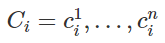 $C_i = c_i^1, \ldots, c_i^n$